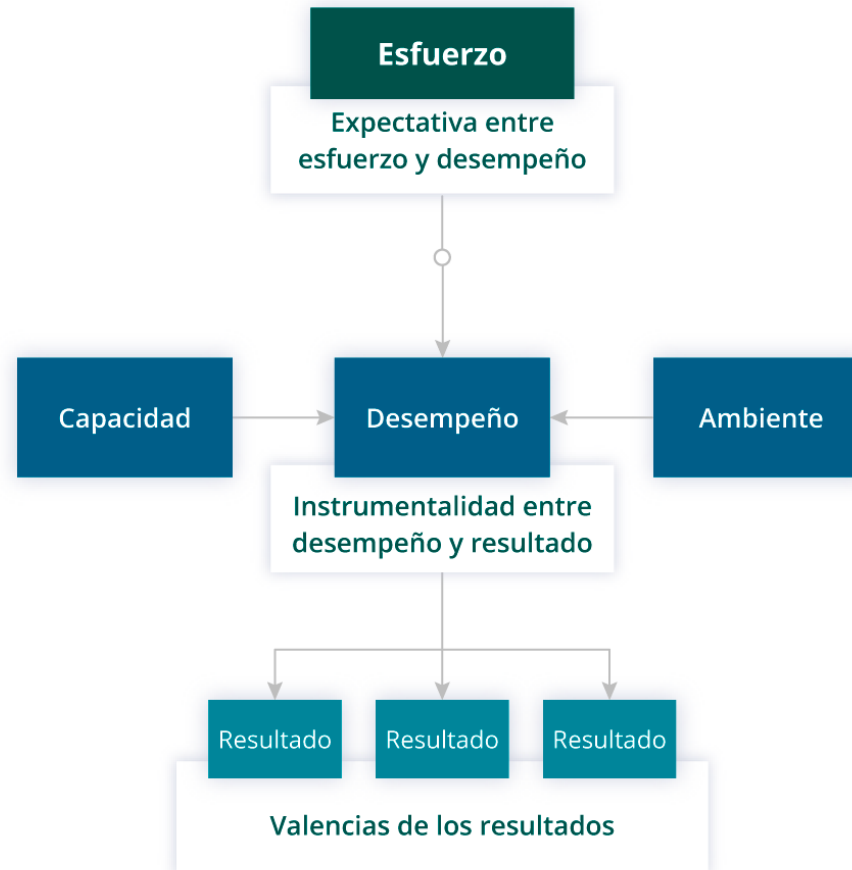 Esfuerzo
Expectativa entre
esfuerzo y desempeño
Capacidad
Desempeño
Ambiente
Instrumentalidad entre
desempeño y resultado
Resultado
Resultado
Resultado
Valencias de los resultados